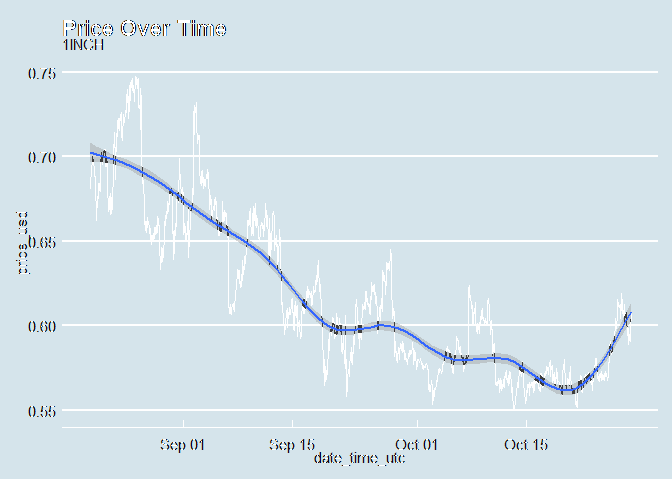 Price Over Time
1INCH
0.75
0.70
0.65
0.60
0.55
price_usd
Sep 01
Sep 15
Oct 01
Oct 15
date_time_utc